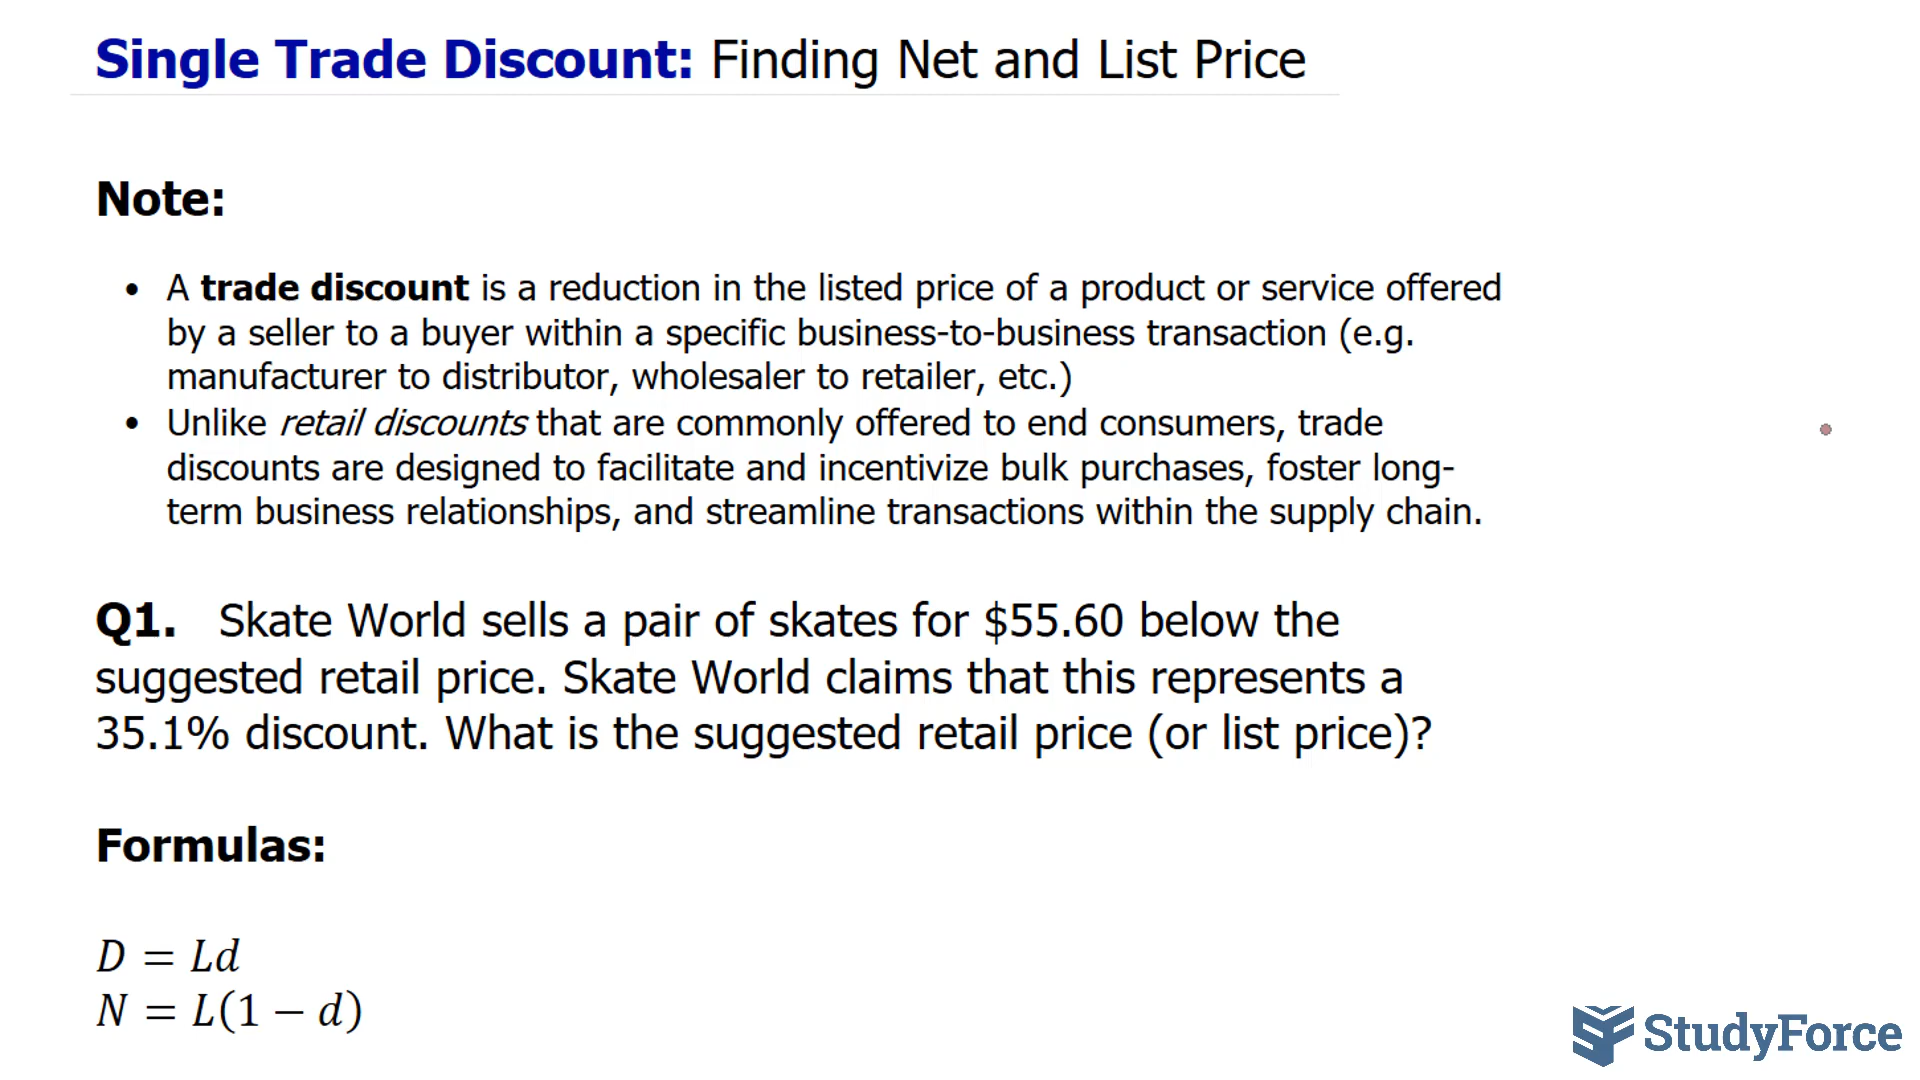 Single Trade Discount: Finding Net and List Price
Note:
• A trade discount is a reduction in the listed price of a product or service offered
by a seller to a buyer within a specific business-to-business transaction (e.g.
manufacturer to distributor, wholesaler to retailer, etc.)
• Unlike retail discounts that are commonly offered to end consumers, trade
discounts are designed to facilitate and incentivize bulk purchases, foster long-
term business relationships, and streamline transactions within the supply chain.
Q1. Skate World sells a pair of skates for $55.60 below the
suggested retail price. Skate World claims that this represents a
35.1% discount. What is the suggested retail price (or list price)?
Formulas:
D = Ld
N = L(1 − d)
StudyForce